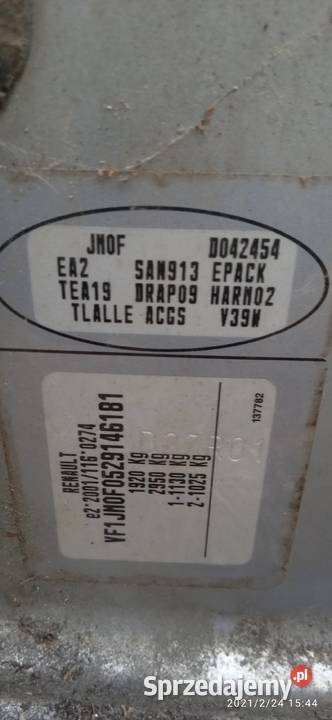 JM0F D042454
EA2 SAN913 EPACK
TEA19 DRAP09 HARM02
TLALLE ACGS V39W
RENAULT
e2*2001/116*0274
VF1JM0F0529146181
1920 Kg
2950 Kg
1-1130 Kg
2-1025 Kg
137782
2021/2/24 15:44
Sprzedajemy.pl